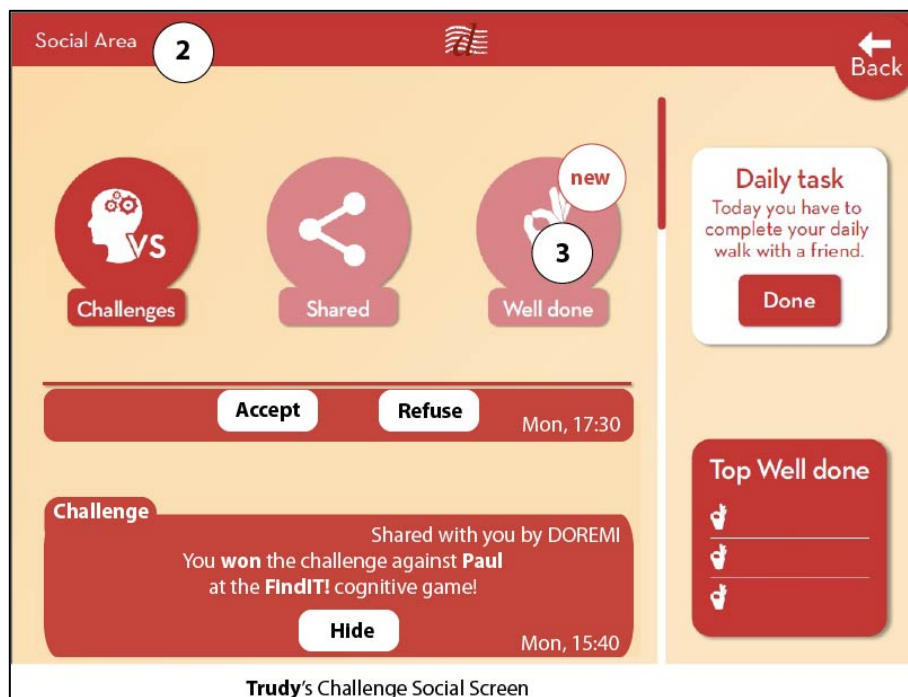 Social Area
2
d
Back
new
3
VS
Challenges
Shared
Well done
Daily task
Today you have to
complete your daily
walk with a friend.
Done
Accept
Refuse
Mon, 17:30
Challenge
Shared with you by DOREMI
You won the challenge against Paul
at the FindIT! cognitive game!
Hide
Mon, 15:40
Top Well done
Trudy's Challenge Social Screen